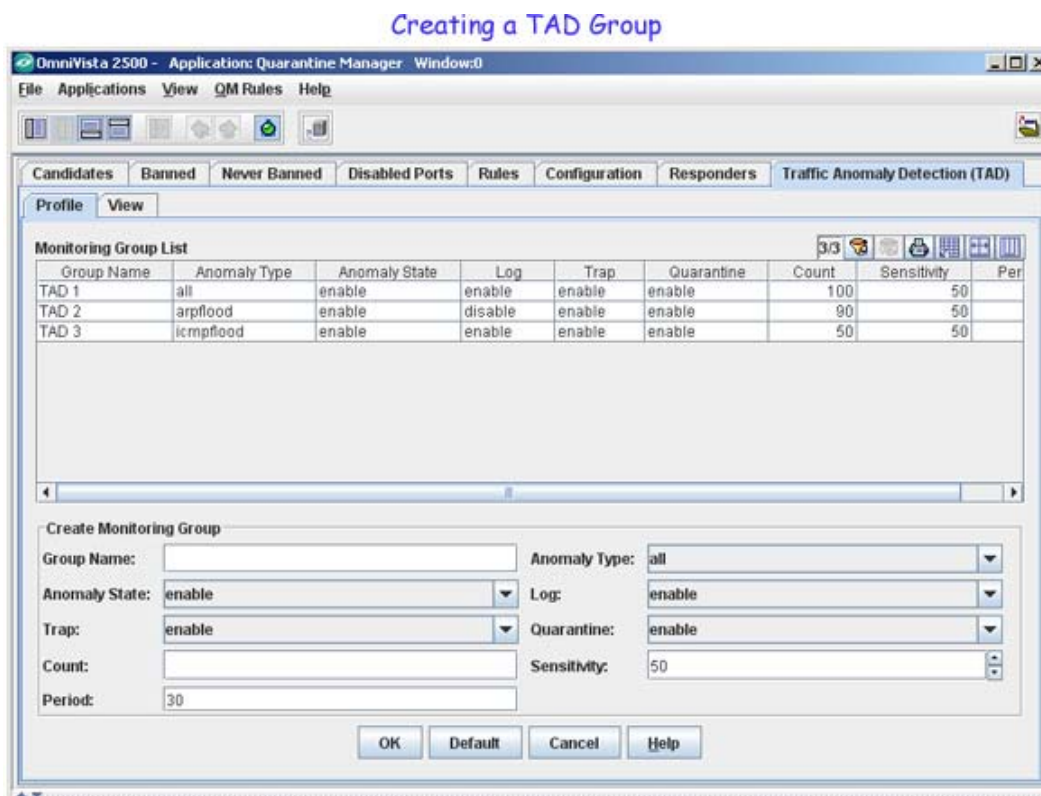 Creating a TAD Group
OmniVista 2500 - Application: Quarantine Manager Window:0
File Applications View QM Rules Help
Candidates Banned Never Banned Disabled Ports Rules Configuration Responders Traffic Anomaly Detection (TAD)
Profile View
Monitoring Group List 3/3
Group Name Anomaly Type Anomaly State Log Trap Quarantine Count Sensitivity Per
TAD 1 all enable enable enable enable 100 50
TAD 2 arpflood enable disable enable enable 90 50
TAD 3 icmpflood enable enable enable enable 50 50
Create Monitoring Group
Group Name: Anomaly Type: all
Anomaly State: enable Log: enable
Trap: enable Quarantine: enable
Count: Sensitivity: 50
Period: 30
OK Default Cancel Help